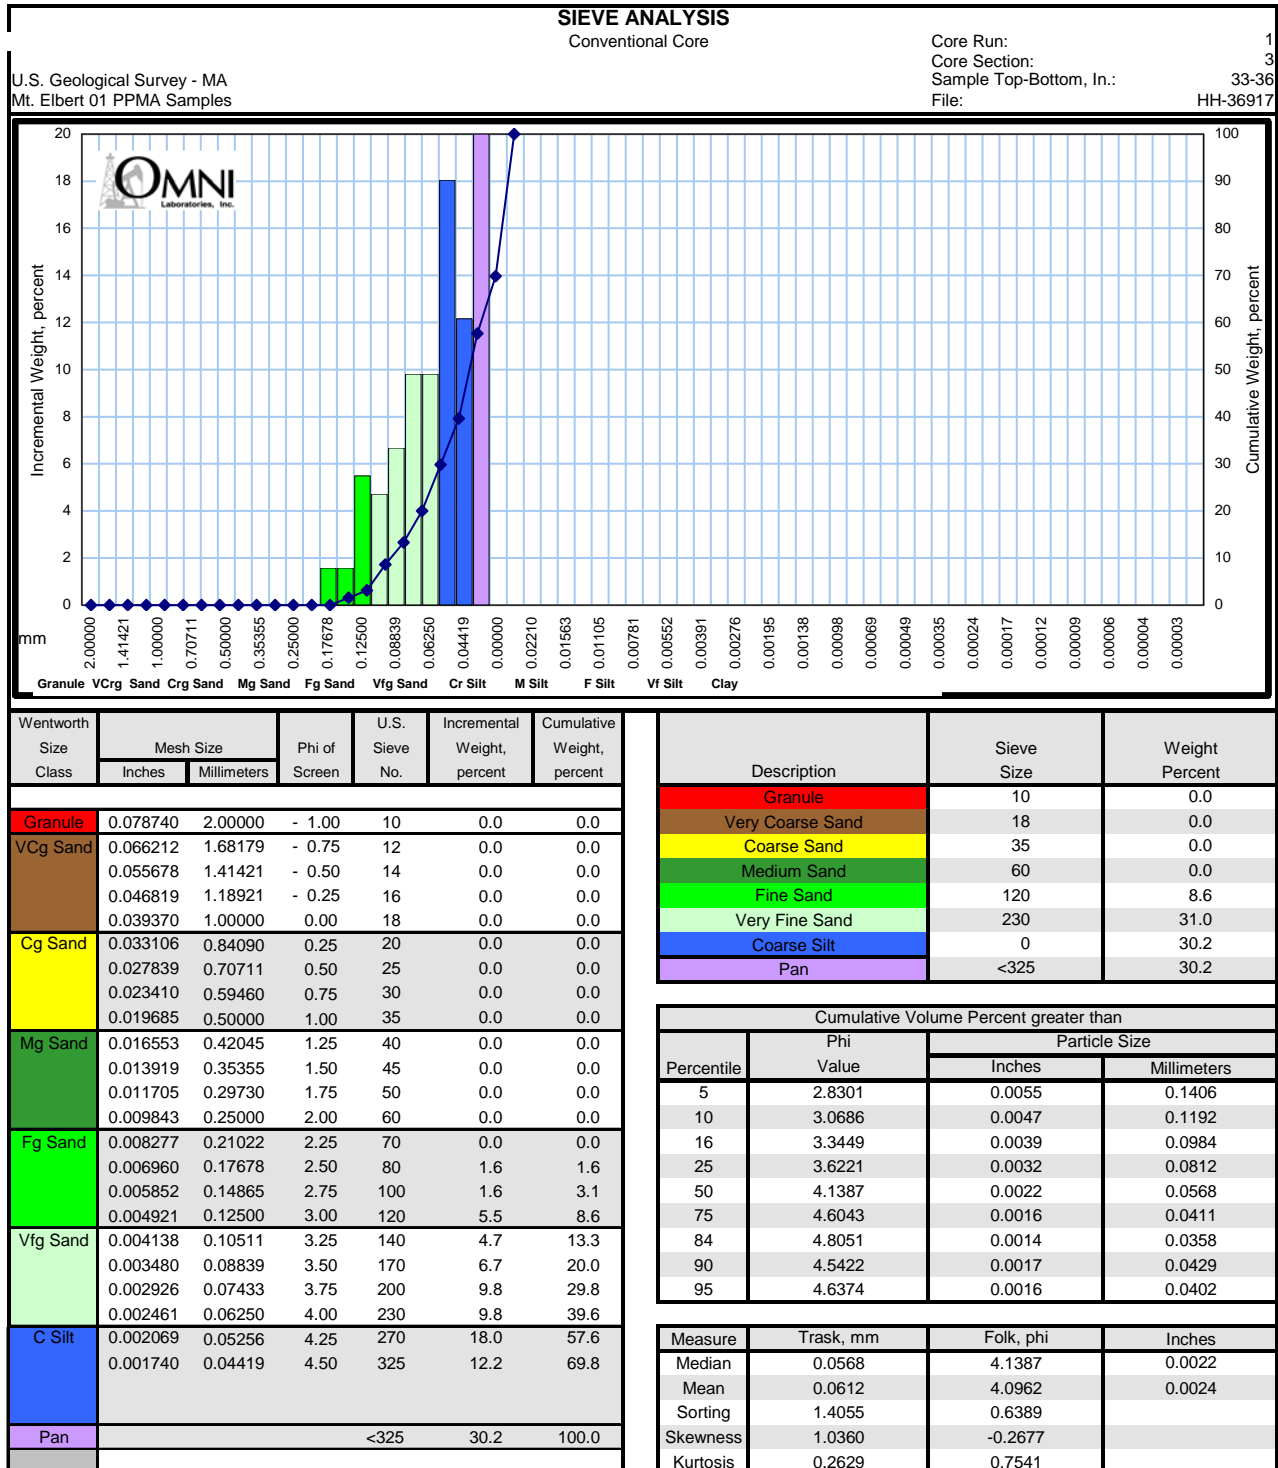 SIEVE ANALYSIS
Conventional Core
Core Run: 1
Core Section: 3
U.S. Geological Survey - MA
Sample Top-Bottom, In.: 33-36
Mt. Elbert 01 PPMA Samples
File: HH-36917
OMNI
Laboratories, Inc.
Incremental Weight, percent
20
18
16
14
12
10
8
6
4
2
0
Cumulative Weight, percent
100
90
80
70
60
50
40
30
20
10
0
mm
2.00000 1.41421 1.00000 0.70711 0.50000 0.35355 0.25000 0.17678 0.12500 0.08839 0.06250 0.04419 0.00000 0.02210 0.01563 0.01105 0.00781 0.00552 0.00391 0.00276 0.00195 0.00138 0.00098 0.00069 0.00049 0.00035 0.00024 0.00017 0.00012 0.00009 0.00006 0.00004 0.00003
Granule VCrg Sand Crg Sand Mg Sand Fg Sand Vfg Sand Cr Silt M Silt F Silt Vf Silt Clay
Wentworth Size Class Mesh Size Inches Millimeters Phi of Screen U.S. Sieve No. Incremental Weight, percent Cumulative Weight, percent
Granule 0.078740 2.00000 - 1.00 10 0.0 0.0
VCg Sand 0.066212 1.68179 - 0.75 12 0.0 0.0
0.055678 1.41421 - 0.50 14 0.0 0.0
0.046819 1.18921 - 0.25 16 0.0 0.0
0.039370 1.00000 0.00 18 0.0 0.0
Cg Sand 0.033106 0.84090 0.25 20 0.0 0.0
0.027839 0.70711 0.50 25 0.0 0.0
0.023410 0.59460 0.75 30 0.0 0.0
0.019685 0.50000 1.00 35 0.0 0.0
Mg Sand 0.016553 0.42045 1.25 40 0.0 0.0
0.013919 0.35355 1.50 45 0.0 0.0
0.011705 0.29730 1.75 50 0.0 0.0
0.009843 0.25000 2.00 60 0.0 0.0
Fg Sand 0.008277 0.21022 2.25 70 0.0 0.0
0.006960 0.17678 2.50 80 1.6 1.6
0.005852 0.14865 2.75 100 1.6 3.1
0.004921 0.12500 3.00 120 5.5 8.6
Vfg Sand 0.004138 0.10511 3.25 140 4.7 13.3
0.003480 0.08839 3.50 170 6.7 20.0
0.002926 0.07433 3.75 200 9.8 29.8
0.002461 0.06250 4.00 230 9.8 39.6
C Silt 0.002069 0.05256 4.25 270 18.0 57.6
0.001740 0.04419 4.50 325 12.2 69.8
Pan <325 30.2 100.0
Description Sieve Size Weight Percent
Granule 10 0.0
Very Coarse Sand 18 0.0
Coarse Sand 35 0.0
Medium Sand 60 0.0
Fine Sand 120 8.6
Very Fine Sand 230 31.0
Coarse Silt 0 30.2
Pan <325 30.2
Cumulative Volume Percent greater than
Percentile Phi Value Particle Size Inches Millimeters
5 2.8301 0.0055 0.1406
10 3.0686 0.0047 0.1192
16 3.3449 0.0039 0.0984
25 3.6221 0.0032 0.0812
50 4.1387 0.0022 0.0568
75 4.6043 0.0016 0.0411
84 4.8051 0.0014 0.0358
90 4.5422 0.0017 0.0429
95 4.6374 0.0016 0.0402
Measure Trask, mm Folk, phi Inches
Median 0.0568 4.1387 0.0022
Mean 0.0612 4.0962 0.0024
Sorting 1.4055 0.6389
Skewness 1.0360 -0.2677
Kurtosis 0.2629 0.7541